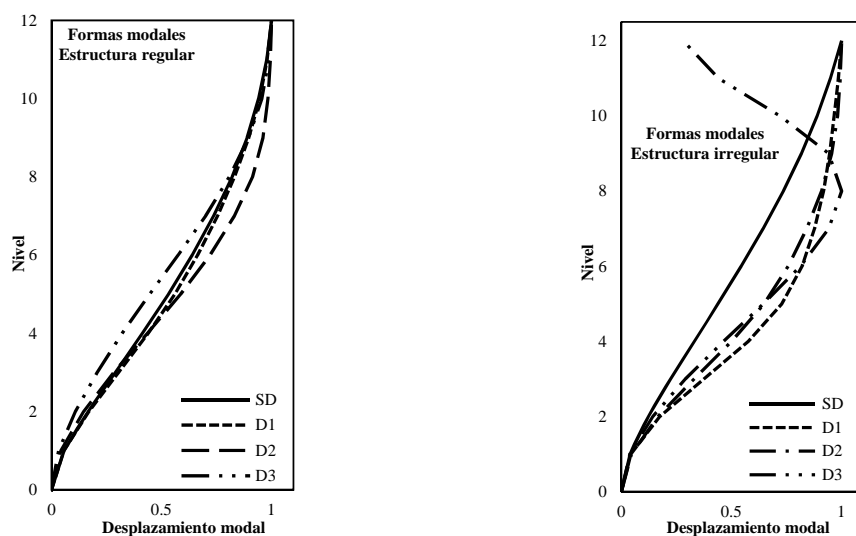 12
10
8
6
4
2
0
Nivel
Formas modales
Estructura regular
SD
D1
D2
D3
0
0.5
1
Desplazamiento modal
12
10
8
6
4
2
0
Nivel
Formas modales
Estructura irregular
SD
D1
D2
D3
0
0.5
1
Desplazamiento modal